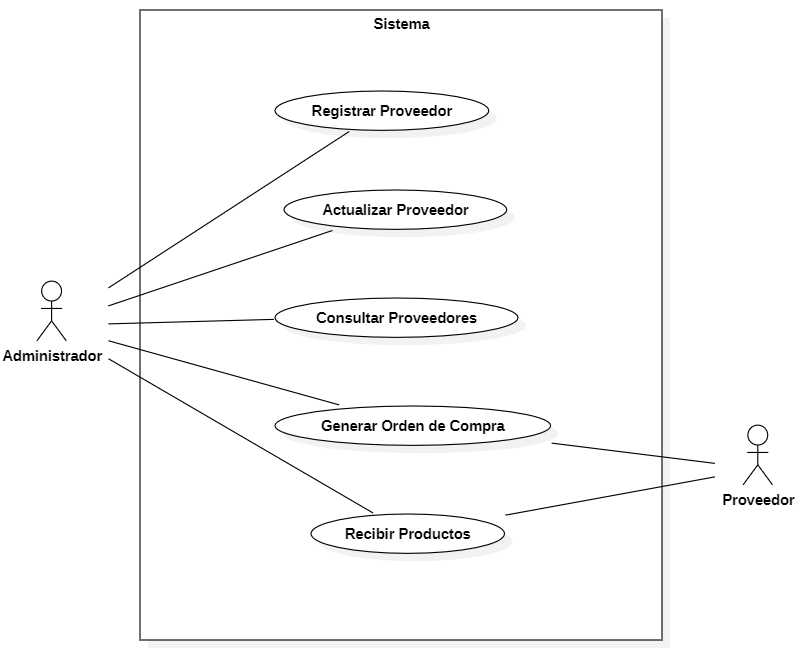 Sistema
Registrar Proveedor
Actualizar Proveedor
Consultar Proveedores
Administrador
Generar Orden de Compra
Proveedor
Recibir Productos